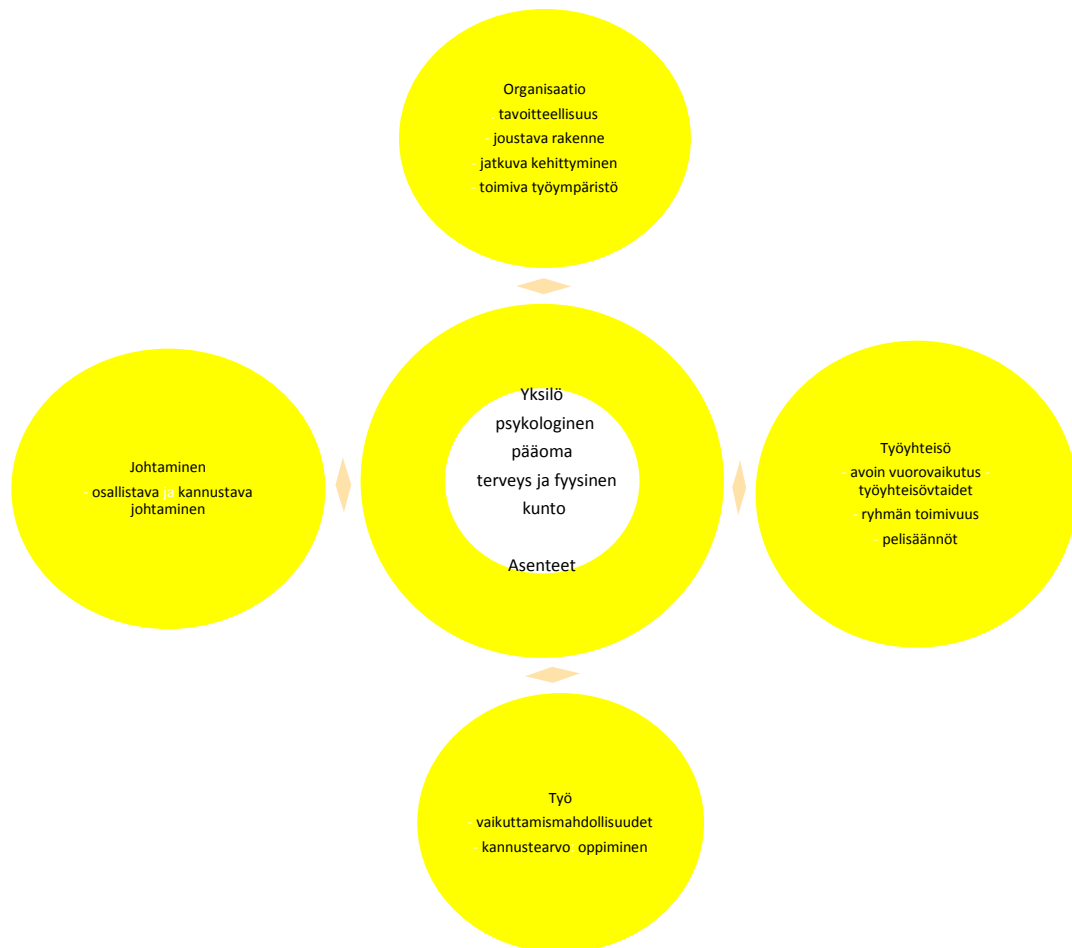 Organisaatio
tavoitteellisuus
- joustava rakenne
- jatkuva kehittyminen
- toimiva työympäristö
Yksilö
psykologinen
pääoma
terveys ja fyysinen
kunto
Asenteet
Johtaminen
- osallistava ja kannustava
johtaminen
Työyhteisö
- avoin vuorovaikutus -
työyhteisövtaidet
- ryhmän toimivuus
- pelisäännöt
Työ
- vaikuttamismahdollisuudet
- kannustearvo oppiminen